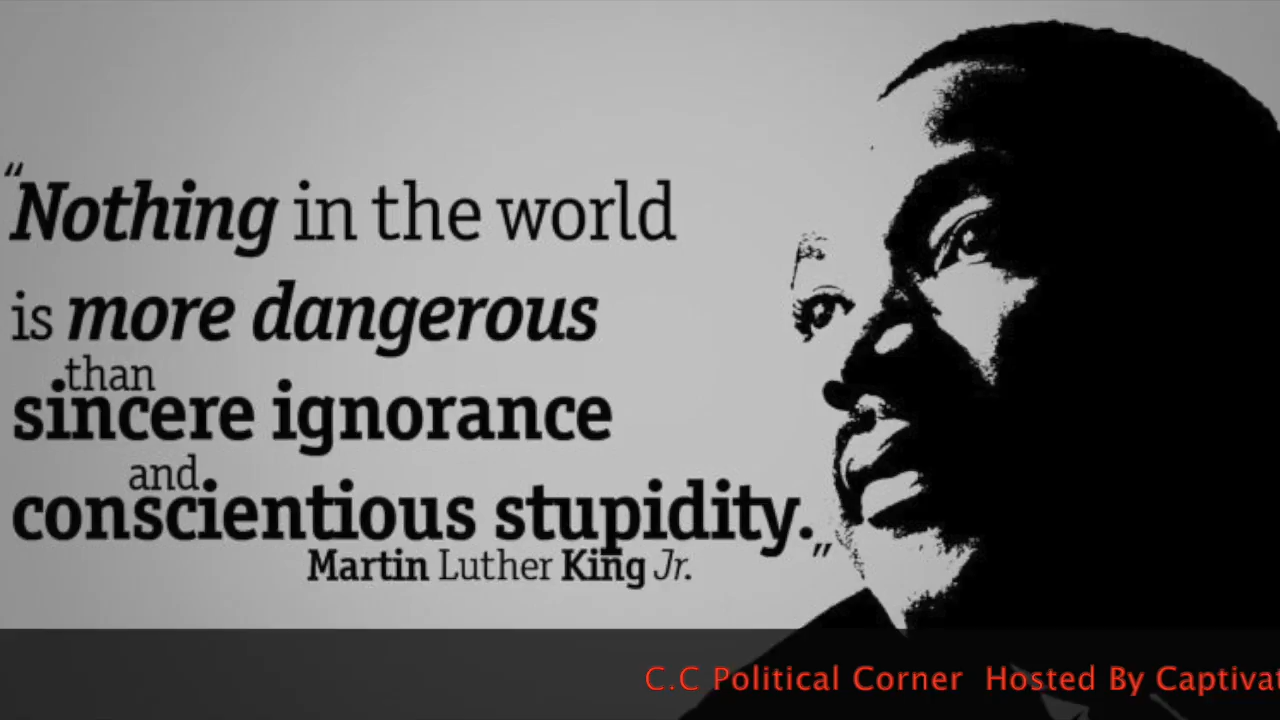 “Nothing in the world
is more dangerous
than
sincere ignorance
and
conscientious stupidity.”
Martin Luther King Jr.
C.C Political Corner Hosted By